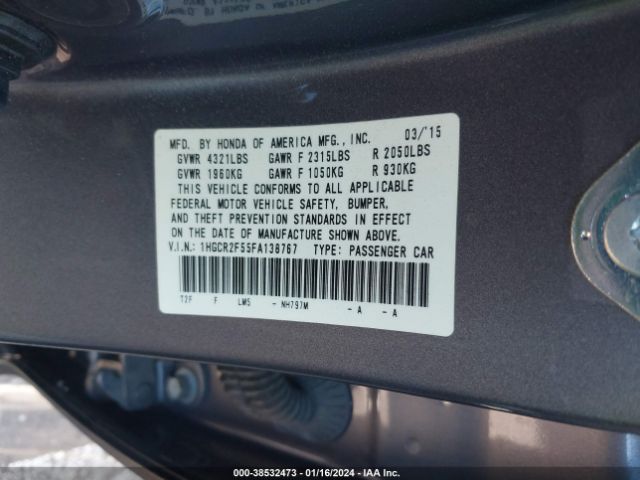 MFD. BY HONDA OF AMERICA MFG., INC. 03/'15
GVWR 4321LBS GAWR F 2315LBS R 2050LBS
GVWR 1960KG GAWR F 1050KG R 930KG
THIS VEHICLE CONFORMS TO ALL APPLICABLE
FEDERAL MOTOR VEHICLE SAFETY, BUMPER,
AND THEFT PREVENTION STANDARDS IN EFFECT
ON THE DATE OF MANUFACTURE SHOWN ABOVE.
V.I.N.: 1HGCR2F55FA138767 TYPE: PASSENGER CAR
T2F F LM5 - NH797M - A - A
000-38532473 - 01/16/2024 - IAA Inc.